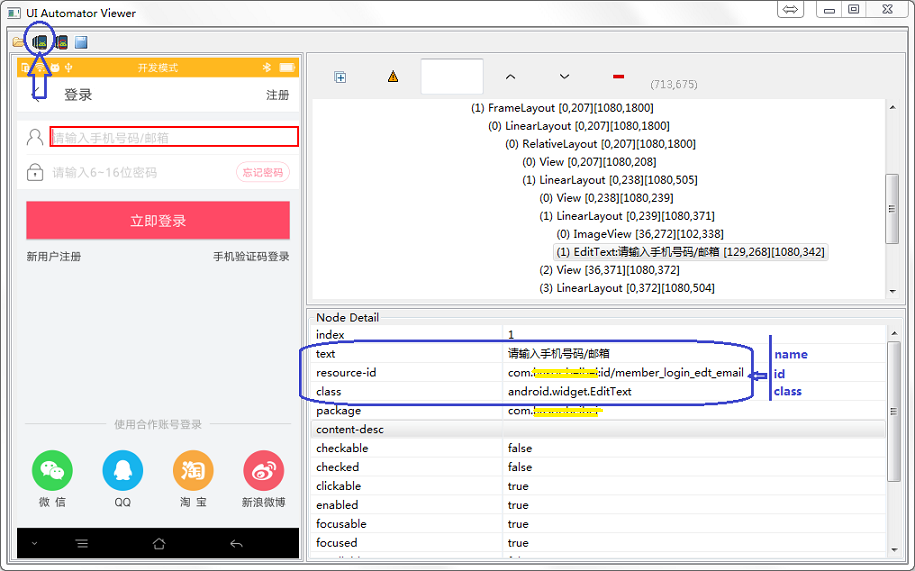 UI Automator Viewer
开发模式
登录
注册
请输入手机号码/邮箱
请输入6~16位密码
忘记密码
立即登录
新用户注册
手机验证码登录
使用合作账号登录
微 信
QQ
淘 宝
新浪微博
(713,675)
(1) FrameLayout [0,207][1080,1800]
(0) LinearLayout [0,207][1080,1800]
(0) RelativeLayout [0,207][1080,1800]
(0) View [0,207][1080,208]
(1) LinearLayout [0,238][1080,505]
(0) View [0,238][1080,239]
(1) LinearLayout [0,239][1080,371]
(0) ImageView [36,272][102,338]
(1) EditText:请输入手机号码/邮箱 [129,268][1080,342]
(2) View [36,371][1080,372]
(3) LinearLayout [0,372][1080,504]
Node Detail
index 1
text 请输入手机号码/邮箱 name
resource-id com. :id/member_login_edt_email id
class android.widget.EditText class
package com.
content-desc
checkable false
checked false
clickable true
enabled true
focusable true
focused true